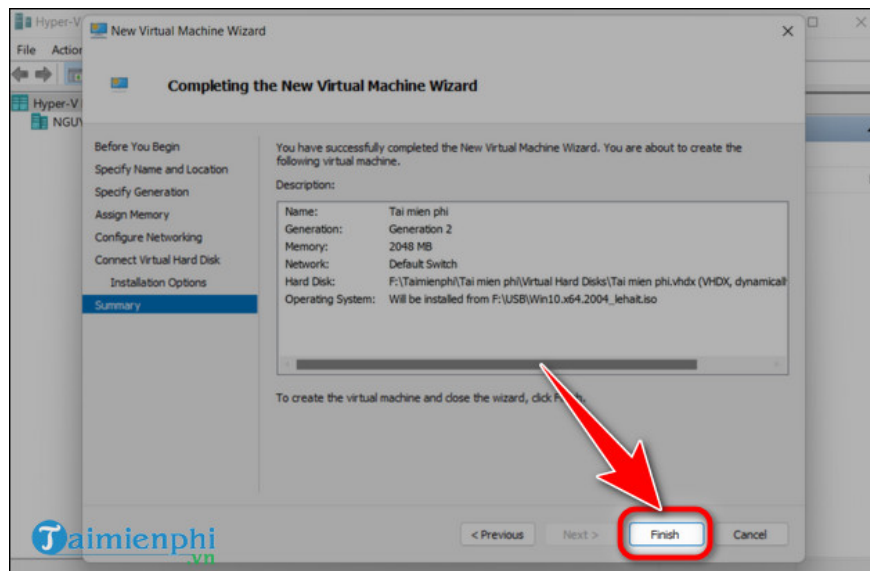 Hyper-V
New Virtual Machine Wizard
File Action
Completing the New Virtual Machine Wizard
Hyper-V
Before You Begin
Specify Name and Location
Specify Generation
Assign Memory
Configure Networking
Connect Virtual Hard Disk
Installation Options
Summary
You have successfully completed the New Virtual Machine Wizard. You are about to create the
following virtual machine.
Description:
Name: Tai mien phi
Generation: Generation 2
Memory: 2048 MB
Network: Default Switch
Hard Disk: F:\Taimienphi\Tai mien phi\Virtual Hard Disks\Tai mien phi.vhdx (VHDX, dynamicall
Operating System: Will be installed from F:\USB\Win10.x64.2004_lehait.iso
To create the virtual machine and close the wizard, click Finish.
< Previous Next > Finish Cancel
Taimienphi
.vn